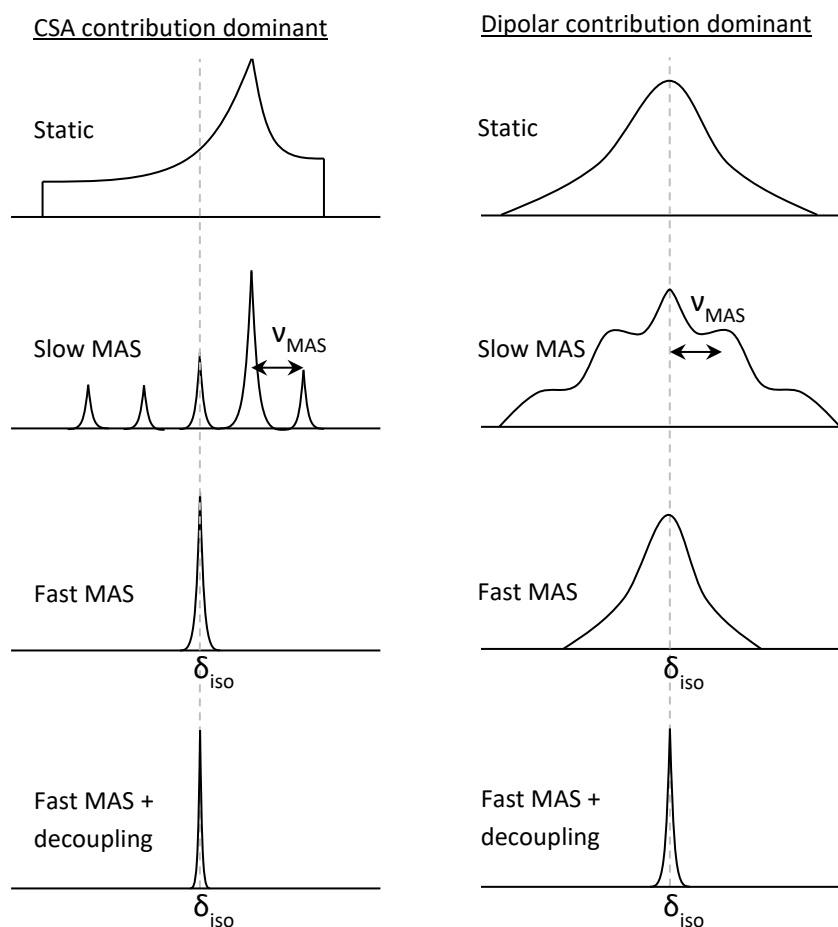 CSA contribution dominant
Static
Slow MAS
νMAS
Fast MAS
δiso
Fast MAS +
decoupling
δiso
Dipolar contribution dominant
Static
Slow MAS
νMAS
Fast MAS
δiso
Fast MAS +
decoupling
δiso